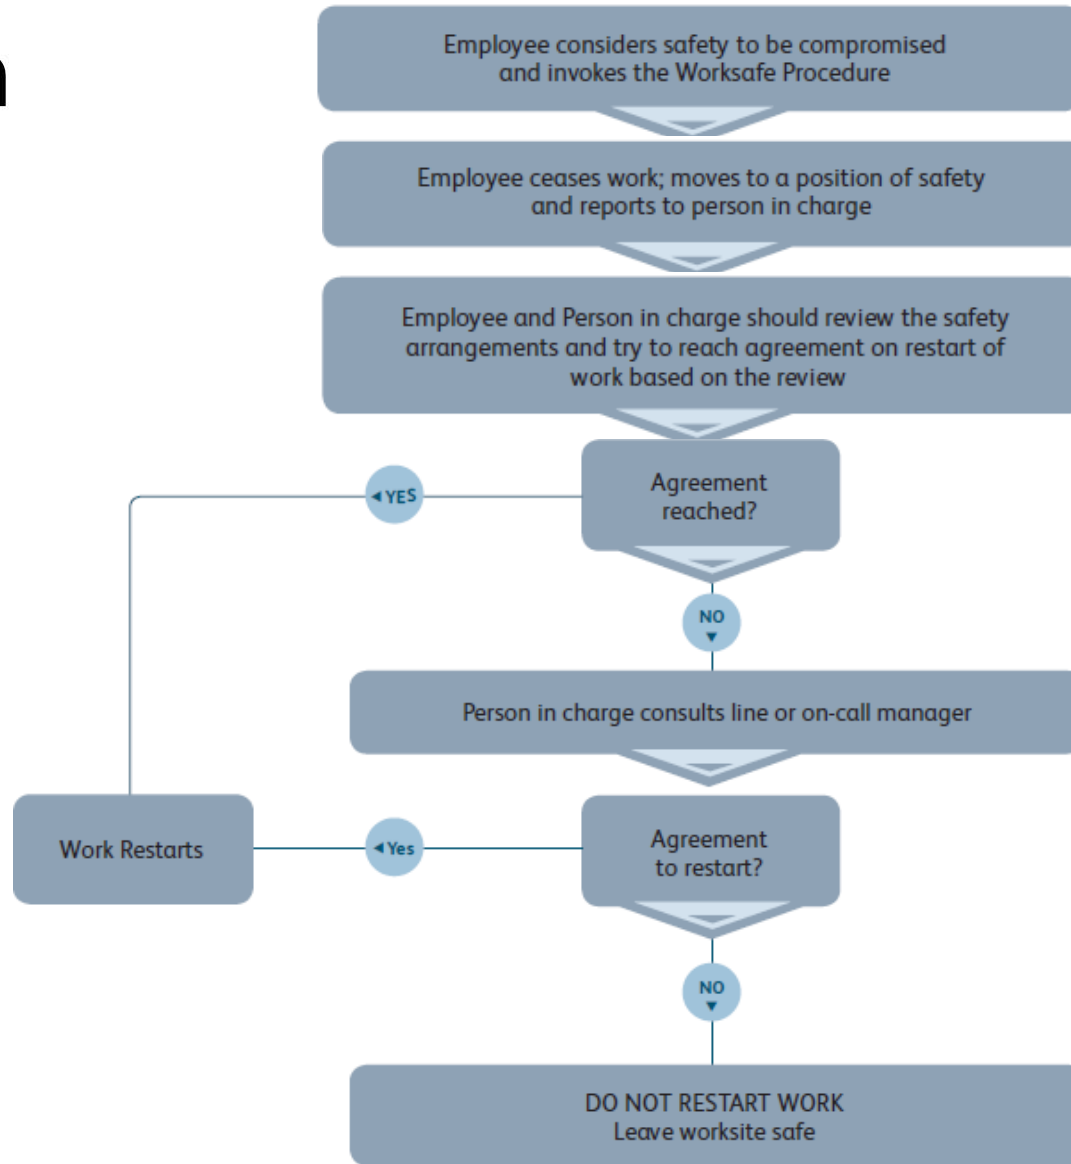 Employee considers safety to be compromised
and invokes the Worksafe Procedure
Employee ceases work; moves to a position of safety
and reports to person in charge
Employee and Person in charge should review the safety
arrangements and try to reach agreement on restart of
work based on the review
Agreement
reached?
YES
NO
Person in charge consults line or on-call manager
Work Restarts
Yes
Agreement
to restart?
NO
DO NOT RESTART WORK
Leave worksite safe